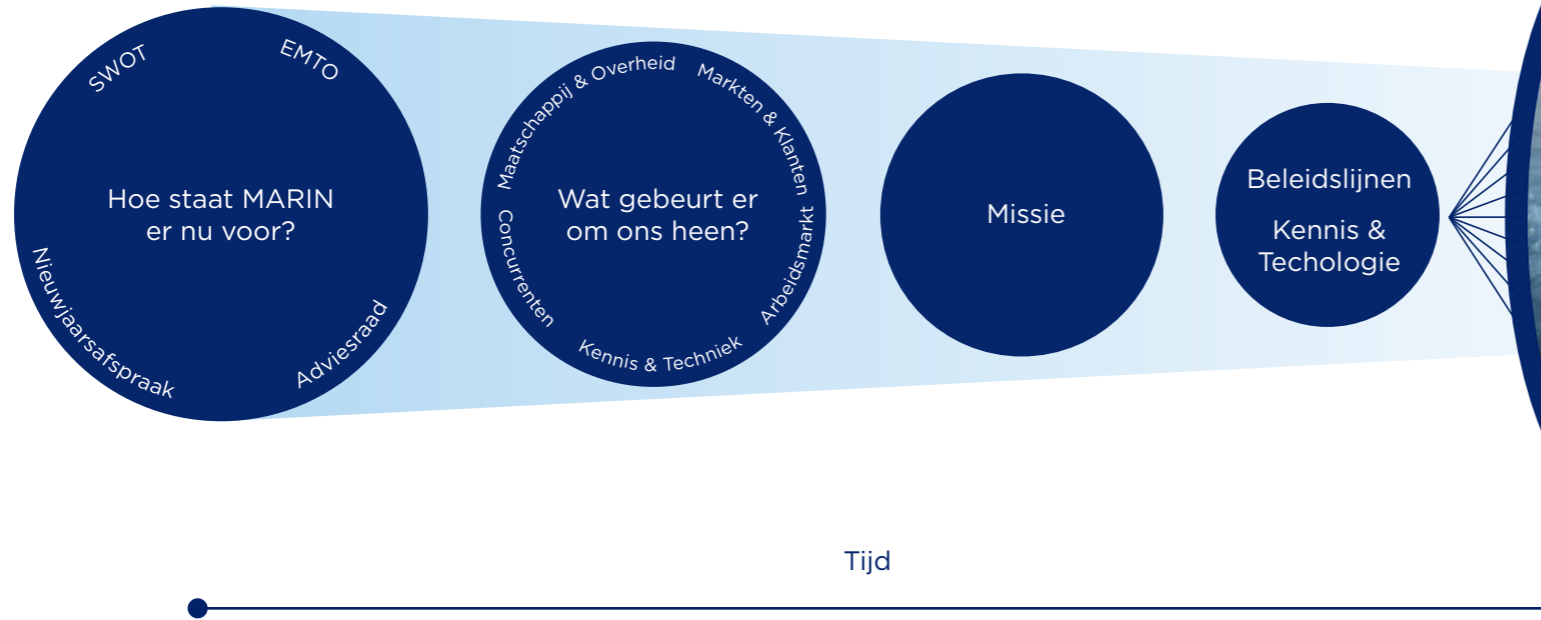 SWOT
EMTO
Hoe staat MARIN
er nu voor?
Nieuwjaarsafspraak
Adviesraad
Maatschappij & Overheid
Markten & Klanten
Wat gebeurt er
om ons heen?
Concurrenten
Arbeidsmarkt
Kennis & Techniek
Missie
Beleidslijnen
Kennis &
Techologie
Tijd